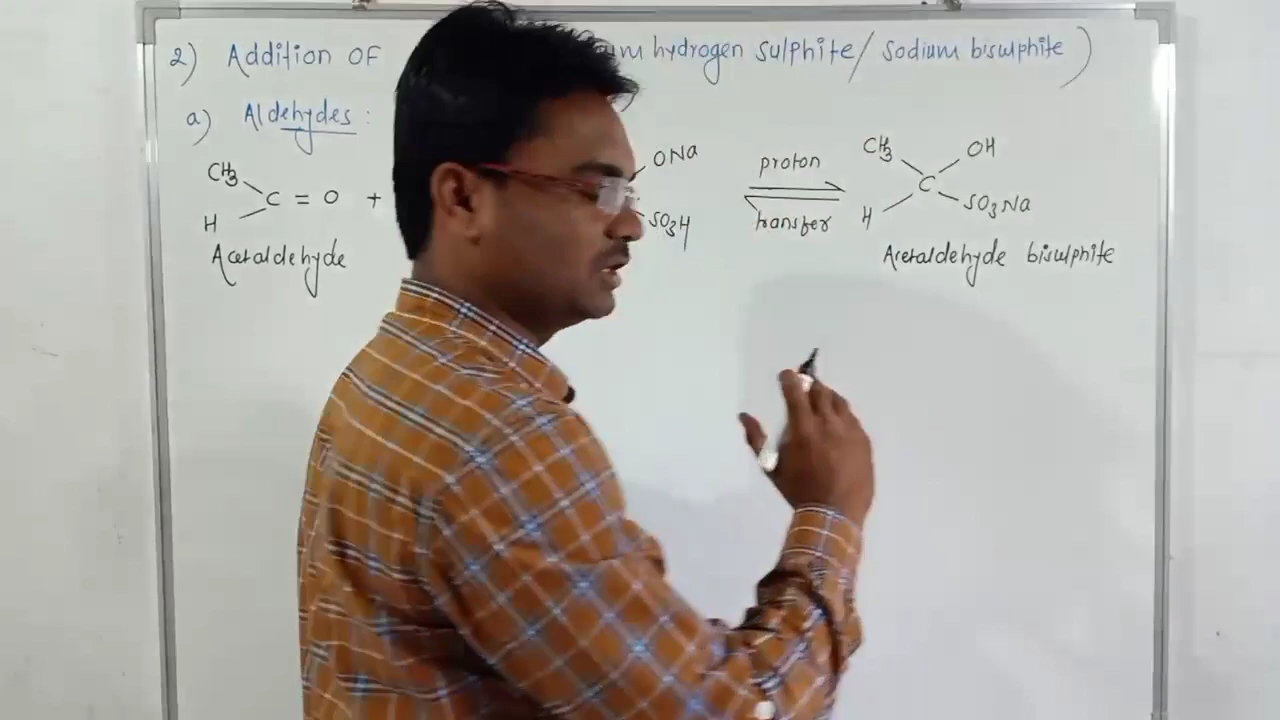 2) Addition OF hydrogen sulphite/ sodium bisulphite)
a) Aldehydes :
CH3 ONa proton CH3 OH
C = O + C
H SO3H transfer H SO3Na
Acetaldehyde Acetaldehyde bisulphite